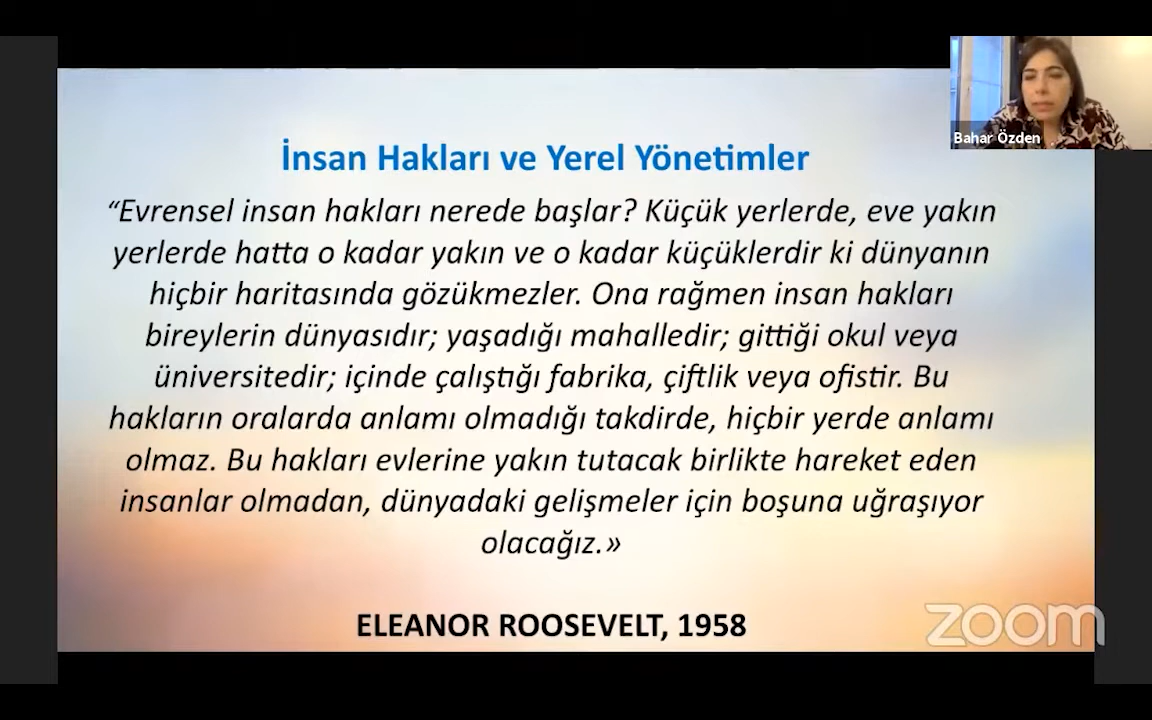 Bahar Özden
İnsan Hakları ve Yerel Yönetimler
“Evrensel insan hakları nerede başlar? Küçük yerlerde, eve yakın
yerlerde hatta o kadar yakın ve o kadar küçüklerdir ki dünyanın
hiçbir haritasında gözükmezler. Ona rağmen insan hakları
bireylerin dünyasıdır; yaşadığı mahalledir; gittiği okul veya
üniversitedir; içinde çalıştığı fabrika, çiftlik veya ofistir. Bu
hakların oralarda anlamı olmadığı takdirde, hiçbir yerde anlamı
olmaz. Bu hakları evlerine yakın tutacak birlikte hareket eden
insanlar olmadan, dünyadaki gelişmeler için boşuna uğraşıyor
olacağız.»
ELEANOR ROOSEVELT, 1958
zoom